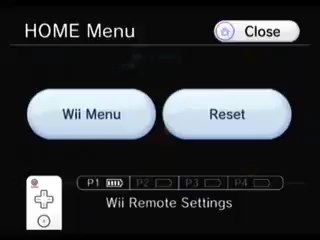 HOME Menu
Close
Wii Menu
Reset
P1 P2 P3 P4
Wii Remote Settings